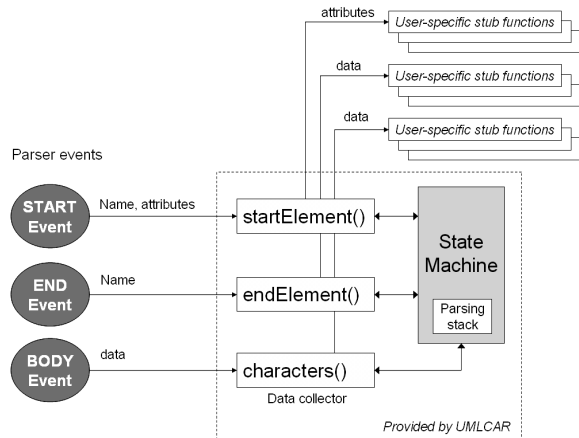 attributes
User-specific stub functions
data
User-specific stub functions
data
User-specific stub functions
Parser events
START
Event
Name, attributes
startElement()
State
Machine
END
Event
Name
endElement()
Parsing
stack
BODY
Event
data
characters()
Data collector
Provided by UMLCAR